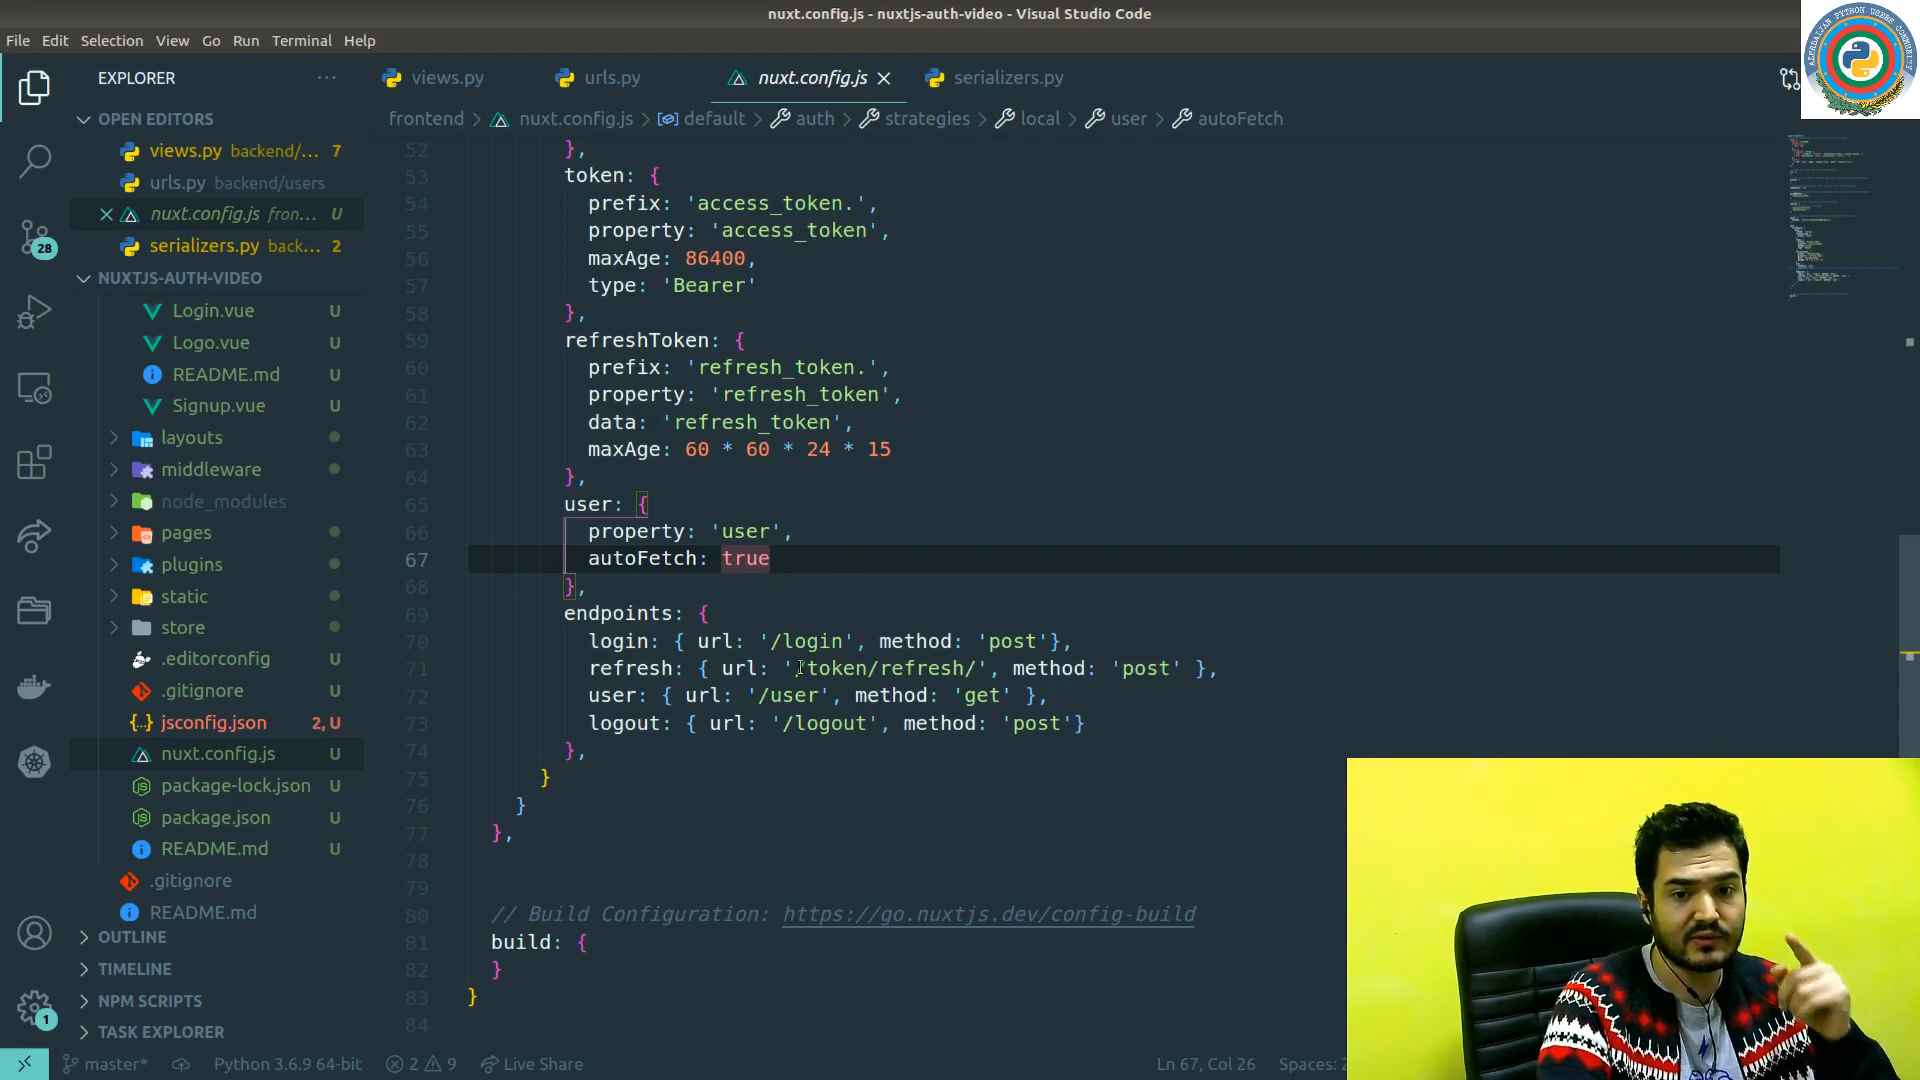 nuxt.config.js - nuxtjs-auth-video - Visual Studio Code
File Edit Selection View Go Run Terminal Help
AZERBAIJAN PYTHON USERS COMMUNITY
EXPLORER
views.py
urls.py
nuxt.config.js
serializers.py
frontend > nuxt.config.js > default > auth > strategies > local > user > autoFetch
OPEN EDITORS
views.py backend/... 7
urls.py backend/users
nuxt.config.js fron... U
serializers.py back... 2
NUXTJS-AUTH-VIDEO
Login.vue U
Logo.vue U
README.md U
Signup.vue U
layouts
middleware
node_modules
pages
plugins
static
store
.editorconfig U
.gitignore U
jsconfig.json 2, U
nuxt.config.js U
package-lock.json U
package.json U
README.md U
.gitignore
README.md
OUTLINE
TIMELINE
NPM SCRIPTS
TASK EXPLORER
28
1
52 },
53 token: {
54 prefix: 'access_token.',
55 property: 'access_token',
56 maxAge: 86400,
57 type: 'Bearer'
58 },
59 refreshToken: {
60 prefix: 'refresh_token.',
61 property: 'refresh_token',
62 data: 'refresh_token',
63 maxAge: 60 * 60 * 24 * 15
64 },
65 user: {
66 property: 'user',
67 autoFetch: true
68 },
69 endpoints: {
70 login: { url: '/login', method: 'post'},
71 refresh: { url: '/token/refresh/', method: 'post' },
72 user: { url: '/user', method: 'get' },
73 logout: { url: '/logout', method: 'post'}
74 },
75 }
76 }
77 },
78
79
80 // Build Configuration: https://go.nuxtjs.dev/config-build
81 build: {
82 }
83 }
84
master* Python 3.6.9 64-bit 2 9 Live Share Ln 67, Col 26 Spaces: